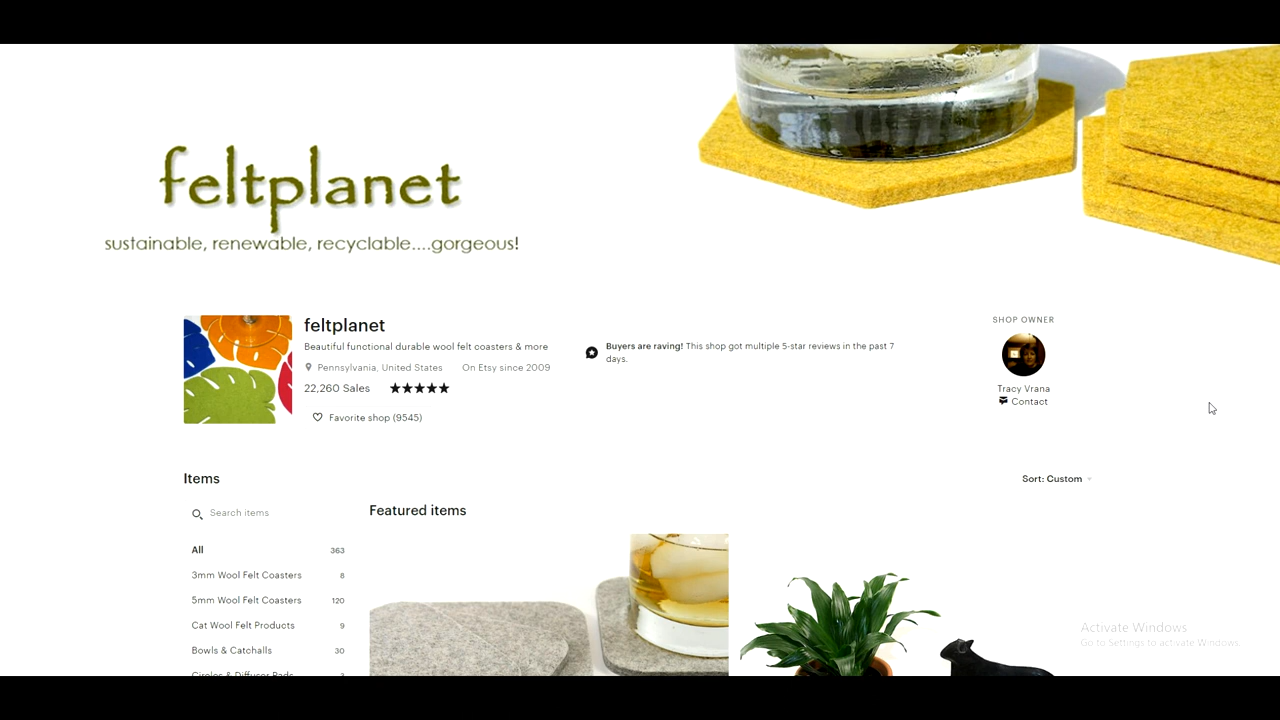 feltplanet
sustainable, renewable, recyclable....gorgeous!
feltplanet
Beautiful functional durable wool felt coasters & more
Pennsylvania, United States On Etsy since 2009
22,260 Sales
Favorite shop (9545)
Buyers are raving! This shop got multiple 5-star reviews in the past 7
days.
SHOP OWNER
Tracy Vrana
Contact
Items
Sort: Custom
Search items
Featured items
All 363
3mm Wool Felt Coasters 8
5mm Wool Felt Coasters 120
Cat Wool Felt Products 9
Bowls & Catchalls 30
Circles & Diffuser Pads 3
Activate Windows
Go to Settings to activate Windows.